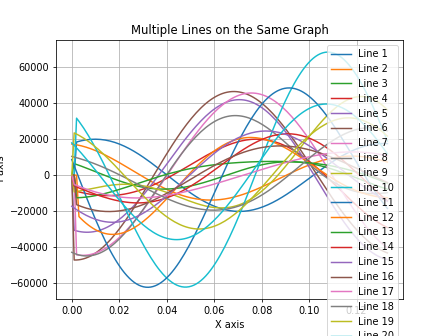 Multiple Lines on the Same Graph
60000
40000
20000
0
−20000
−40000
−60000
0.00
0.02
0.04
0.06
0.08
0.10
X axis
axis
Line 1
Line 2
Line 3
Line 4
Line 5
Line 6
Line 7
Line 8
Line 9
Line 10
Line 11
Line 12
Line 13
Line 14
Line 15
Line 16
Line 17
Line 18
Line 19
Line 20